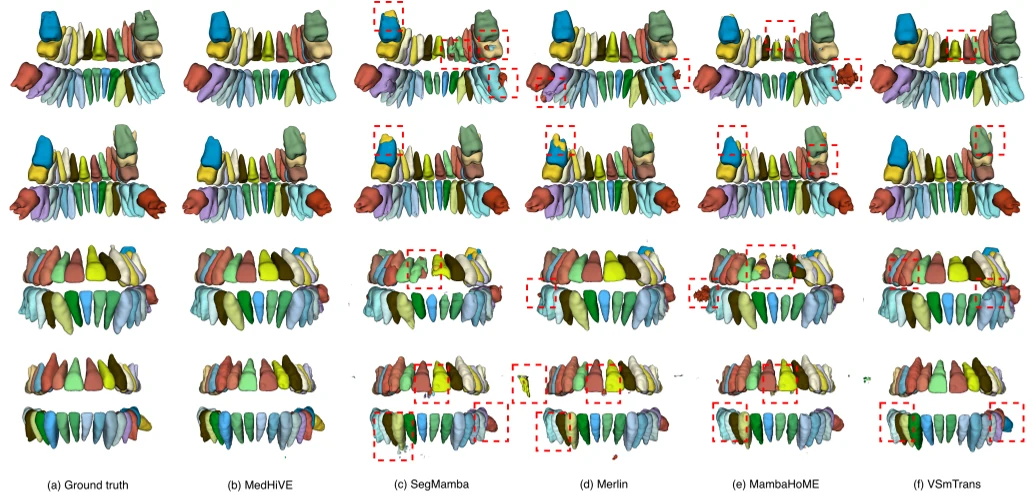 (a) Ground truth
(b) MedHiVE
(c) SegMamba
(d) Merlin
(e) MambaHoME
(f) VSmTrans